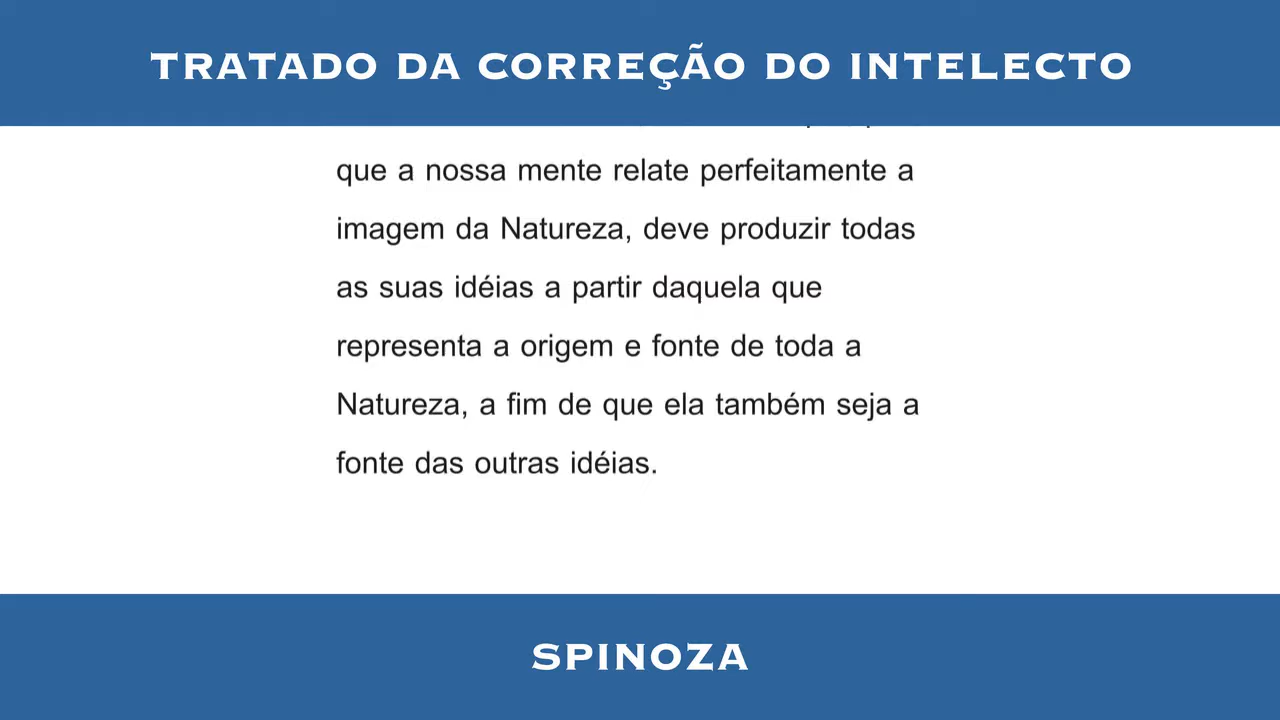 TRATADO DA CORREÇÃO DO INTELECTO
que a nossa mente relate perfeitamente a
imagem da Natureza, deve produzir todas
as suas idéias a partir daquela que
representa a origem e fonte de toda a
Natureza, a fim de que ela também seja a
fonte das outras idéias.
SPINOZA